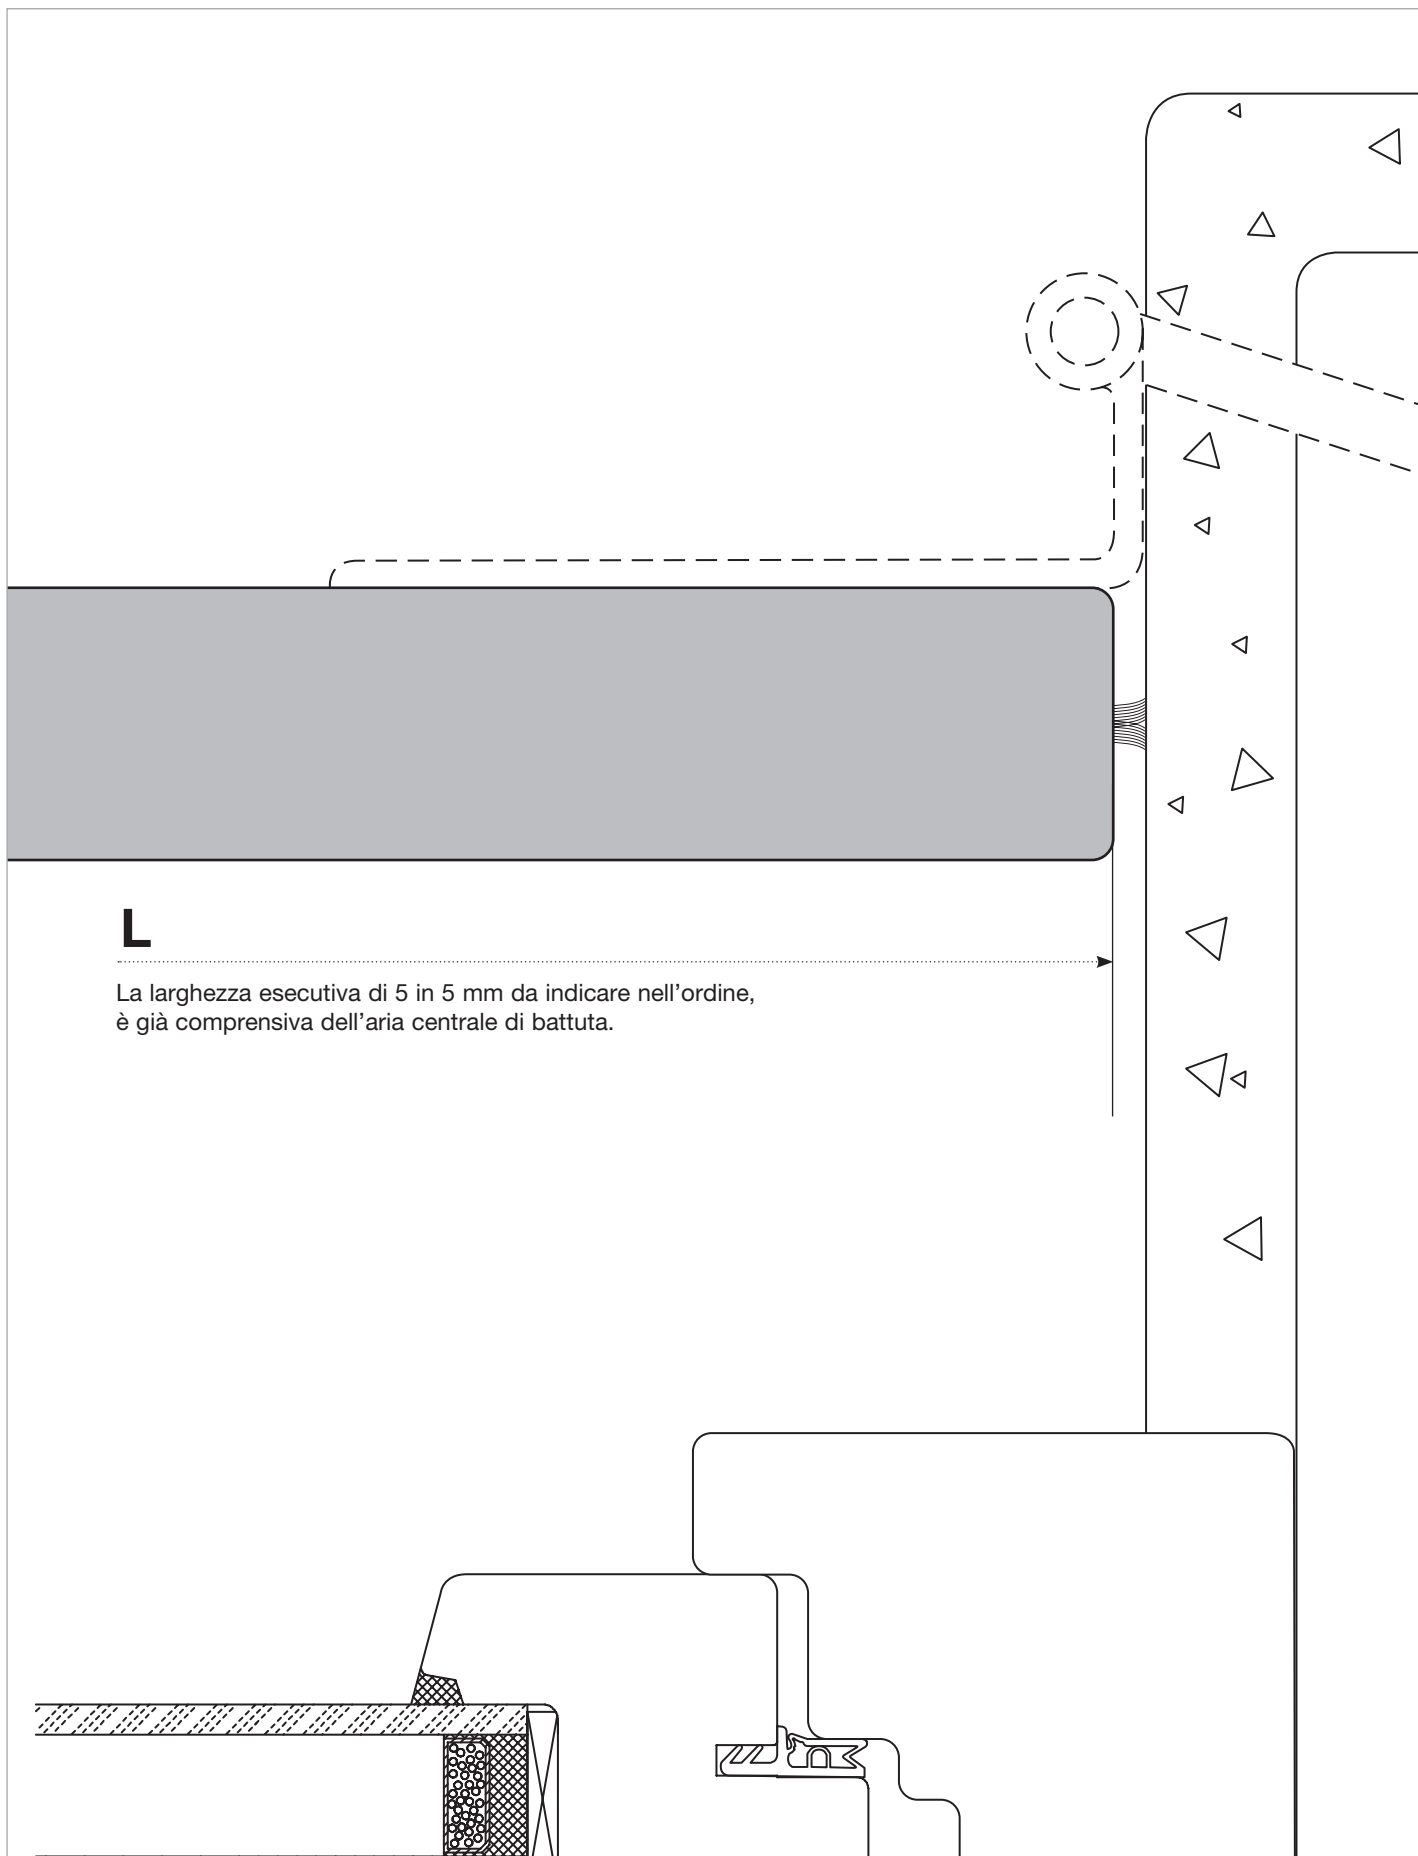 L
La larghezza esecutiva di 5 in 5 mm da indicare nell’ordine,
è già comprensiva dell’aria centrale di battuta.